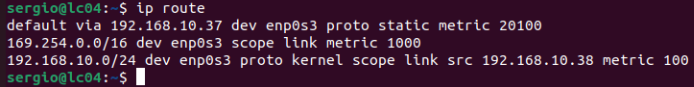 sergio@lc04:~$ ip route
default via 192.168.10.37 dev enp0s3 proto static metric 20100
169.254.0.0/16 dev enp0s3 scope link metric 1000
192.168.10.0/24 dev enp0s3 proto kernel scope link src 192.168.10.38 metric 100
sergio@lc04:~$